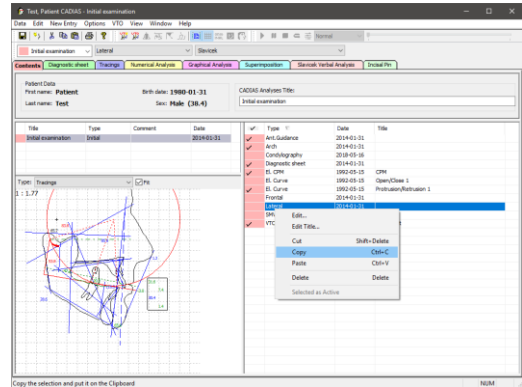 Test, Patient CADIAS - Initial examination
Data Edit New Entry Options VTO View Window Help
Normal
Initial examination Lateral Slavicek
Contents Diagnostic sheet Tracings Numerical Analysis Graphical Analysis Superimposition Slavicek Verbal Analysis Incisal Pin
Patient Data
First name: Patient Birth date: 1980-01-31
Last name: Test Sex: Male (38.4)
CADIAS Analyses Title:
Initial examination
Title Type Comment Date
Initial examination Initial 2014-01-31
Type Date Title
Ant.Guidance 2014-01-31
Arch 2014-01-31
Condylography 2018-05-16
Diagnostic sheet 2014-01-31
El. CPM 1992-05-15 CPM
El. Curve 1992-05-15 Open/Close 1
El. Curve 1992-05-15 Protrusion/Retrusion 1
Frontal 2014-01-31
Lateral 2014-01-31
VTO
Type: Tracings Fit
1 : 1.77
Edit...
Edit Title...
Cut Shift+Delete
Copy Ctrl+C
Paste Ctrl+V
Delete Delete
Selected as Active
Copy the selection and put it on the Clipboard
NUM